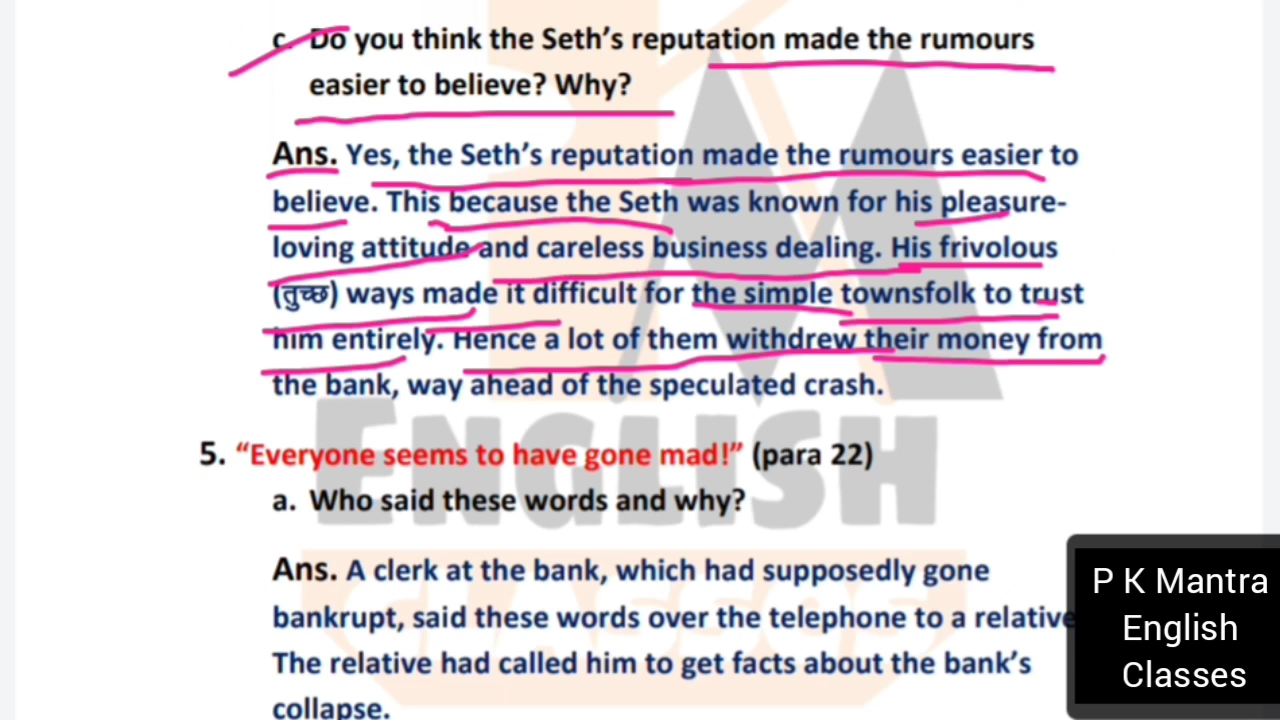 c. Do you think the Seth's reputation made the rumours
easier to believe? Why?
Ans. Yes, the Seth's reputation made the rumours easier to
believe. This because the Seth was known for his pleasure-
loving attitude and careless business dealing. His frivolous
(तुच्छ) ways made it difficult for the simple townsfolk to trust
him entirely. Hence a lot of them withdrew their money from
the bank, way ahead of the speculated crash.
5. “Everyone seems to have gone mad!” (para 22)
a. Who said these words and why?
Ans. A clerk at the bank, which had supposedly gone
bankrupt, said these words over the telephone to a relative
The relative had called him to get facts about the bank's
collapse.
P K Mantra
English
Classes
ENGLISH
CLASSES